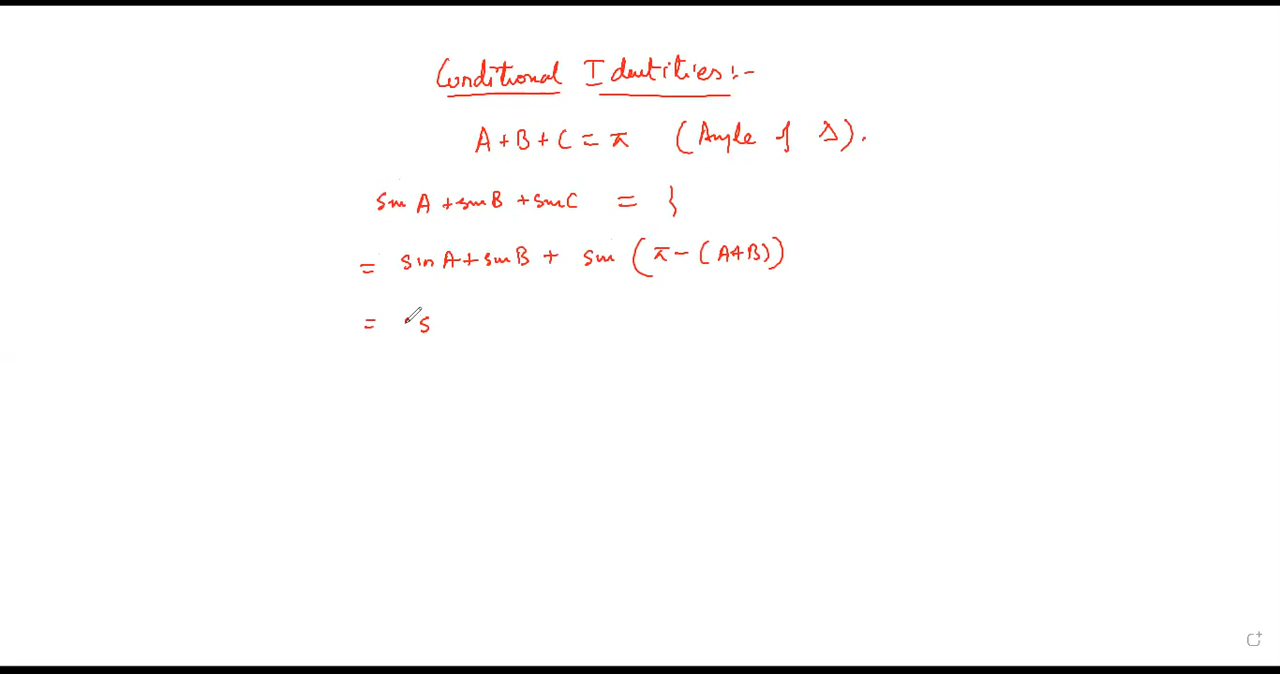 Conditional Identities :-
A + B + C = π (Angle of Δ).
sin A + sin B + sin C = }
= sin A + sin B + sin (π - (A+B))
= s